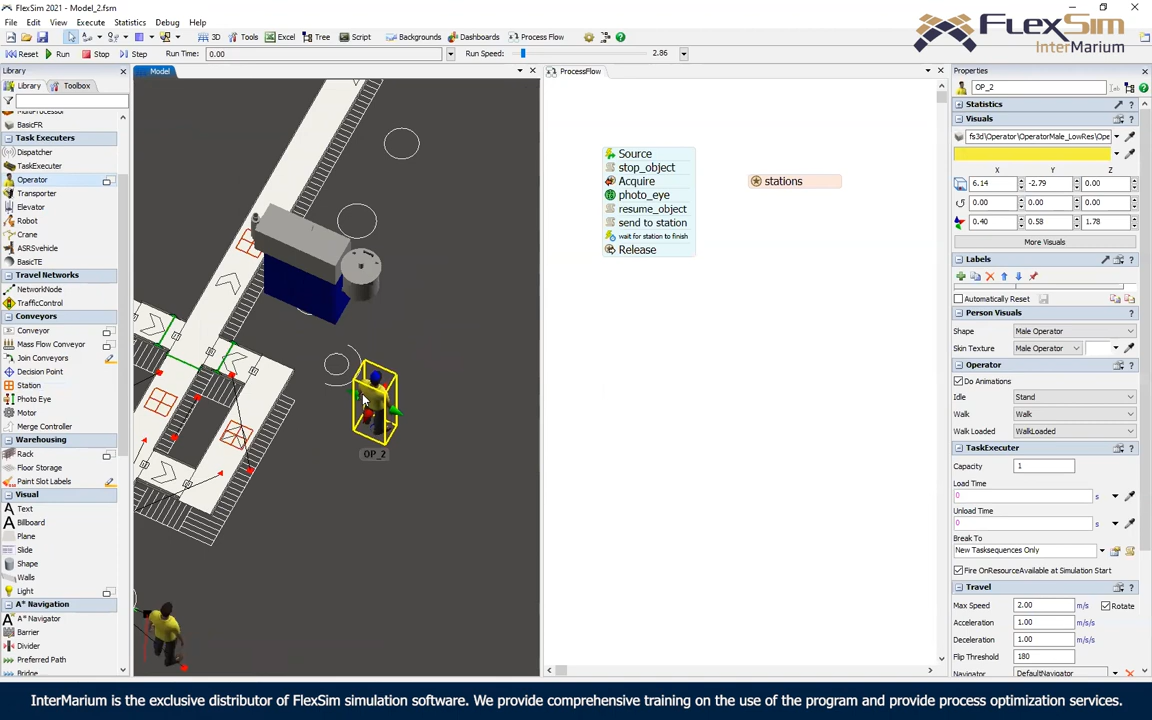 FlexSim 2021 - Model_2.fsm
File Edit View Execute Statistics Debug Help
3D Tools Excel Tree Script Backgrounds Dashboards Process Flow
Reset Run Stop Step Run Time: 0.00 Run Speed: 2.86
FlexSim
InterMarium
Library
Library Toolbox
MultiProcessor
BasicFR
Task Executers
Dispatcher
TaskExecuter
Operator
Transporter
Elevator
Robot
Crane
ASRSvehicle
BasicTE
Travel Networks
NetworkNode
TrafficControl
Conveyors
Conveyor
Mass Flow Conveyor
Join Conveyors
Decision Point
Station
Photo Eye
Motor
Merge Controller
Warehousing
Rack
Floor Storage
Paint Slot Labels
Visual
Text
Billboard
Plane
Slide
Shape
Walls
Light
A* Navigation
A* Navigator
Barrier
Divider
Preferred Path
Bridge
Model
OP_2
ProcessFlow
Source
stop_object
Acquire
photo_eye
resume_object
send to station
wait for station to finish
Release
stations
Properties
OP_2
Statistics
Visuals
fs3d\Operator\OperatorMale_LowRes\Ope
X Y Z
6.14 -2.79 0.00
0.00 0.00 0.00
0.40 0.58 1.78
More Visuals
Labels
Automatically Reset
Person Visuals
Shape Male Operator
Skin Texture Male Operator
Operator
Do Animations
Idle Stand
Walk Walk
Walk Loaded WalkLoaded
TaskExecuter
Capacity 1
Load Time
0 s
Unload Time
0 s
Break To
New Tasksequences Only
Fire OnResourceAvailable at Simulation Start
Travel
Max Speed 2.00 m/s Rotate
Acceleration 1.00 m/s/s
Deceleration 1.00 m/s/s
Flip Threshold 180
Navigator DefaultNavigator
InterMarium is the exclusive distributor of FlexSim simulation software. We provide comprehensive training on the use of the program and provide process optimization services.